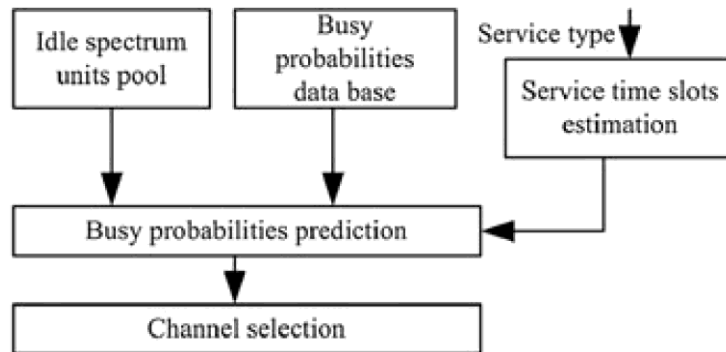 Idle spectrum
units pool
Busy
probabilities
data base
Service type
Service time slots
estimation
Busy probabilities prediction
Channel selection